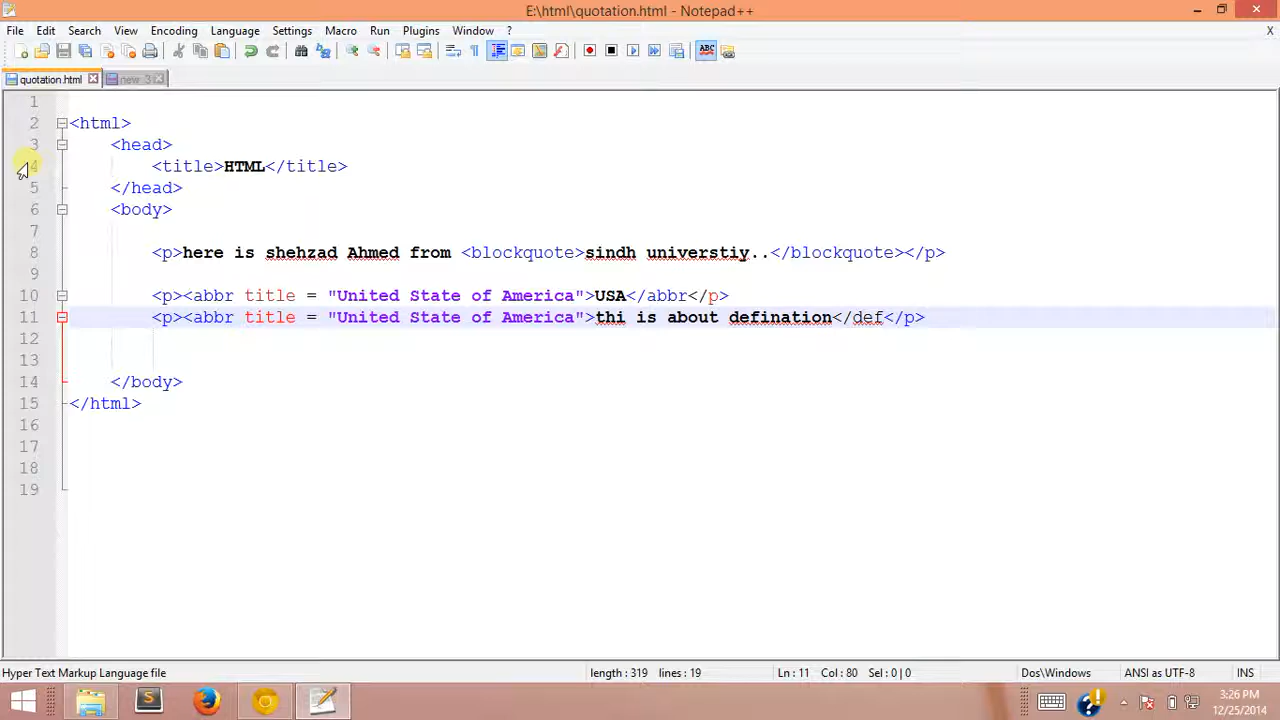 E:\html\quotation.html - Notepad++
File Edit Search View Encoding Language Settings Macro Run Plugins Window ? X
ABC
quotation.html new 3
1
2 <html>
3 <head>
4 <title>HTML</title>
5 </head>
6 <body>
7
8 <p>here is shehzad Ahmed from <blockquote>sindh universtiy..</blockquote></p>
9
10 <p><abbr title = "United State of America">USA</abbr</p>
11 <p><abbr title = "United State of America">thi is about defination</def</p>
12
13
14 </body>
15 </html>
16
17
18
19
Hyper Text Markup Language file length : 319 lines : 19 Ln : 11 Col : 80 Sel : 0 | 0 Dos\Windows ANSI as UTF-8 INS
S 3:26 PM
12/25/2014